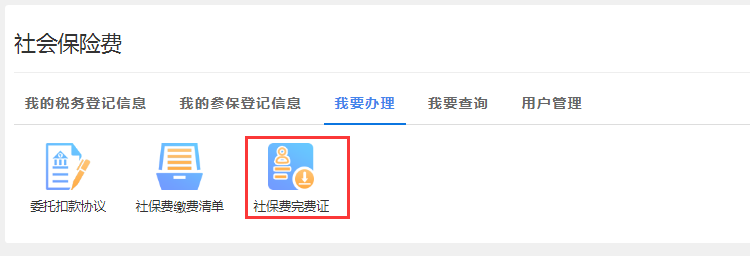 社会保险费
我的税务登记信息 我的参保登记信息 我要办理 我要查询 用户管理
委托扣款协议 社保费缴费清单 社保费完费证